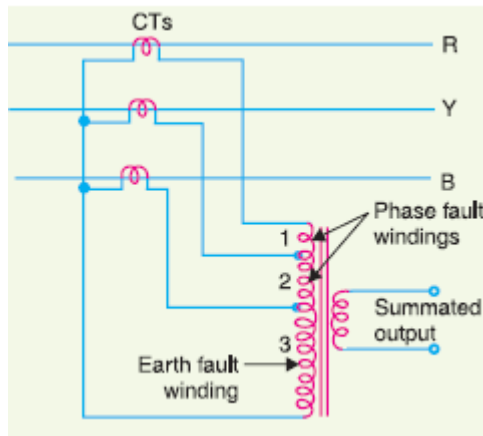 CTs
R
Y
B
Phase fault
windings
1
2
3
Summated
output
Earth fault
winding